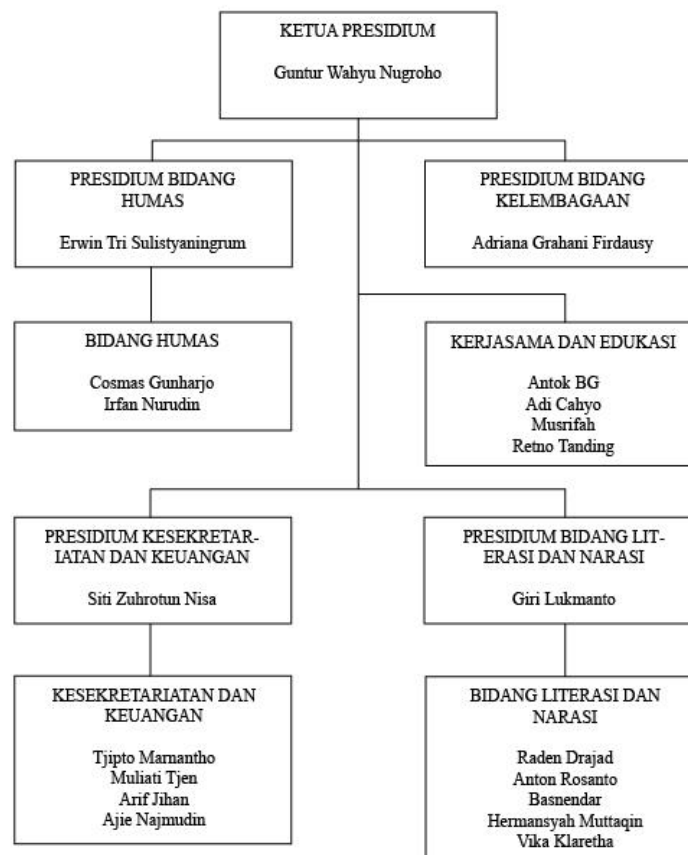 KETUA PRESIDIUM
Guntur Wahyu Nugroho
PRESIDIUM BIDANG
HUMAS
Erwin Tri Sulistyaningrum
PRESIDIUM BIDANG
KELEMBAGAAN
Adriana Grahani Firdausy
BIDANG HUMAS
Cosmas Gunharjo
Irfan Nurudin
KERJASAMA DAN EDUKASI
Antok BG
Adi Cahyo
Musrifah
Retno Tanding
PRESIDIUM KESEKRETAR-
IATAN DAN KEUANGAN
Siti Zuhrotun Nisa
PRESIDIUM BIDANG LIT-
ERASI DAN NARASI
Giri Lukmanto
KESEKRETARIATAN DAN
KEUANGAN
Tjipto Marnantho
Muliati Tjen
Arif Jihan
Ajie Najmudin
BIDANG LITERASI DAN
NARASI
Raden Drajad
Anton Rosanto
Basnendar
Hermansyah Muttaqin
Vika Klaretha